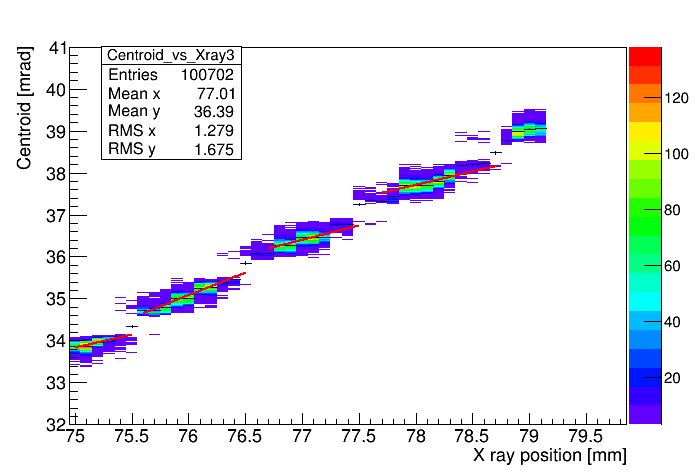 Centroid_vs_Xray3
Entries 100702
Mean x 77.01
Mean y 36.39
RMS x 1.279
RMS y 1.675
Centroid [mrad]
41
40
39
38
37
36
35
34
33
32
75 75.5 76 76.5 77 77.5 78 78.5 79 79.5
X ray position [mm]
120
100
80
60
40
20